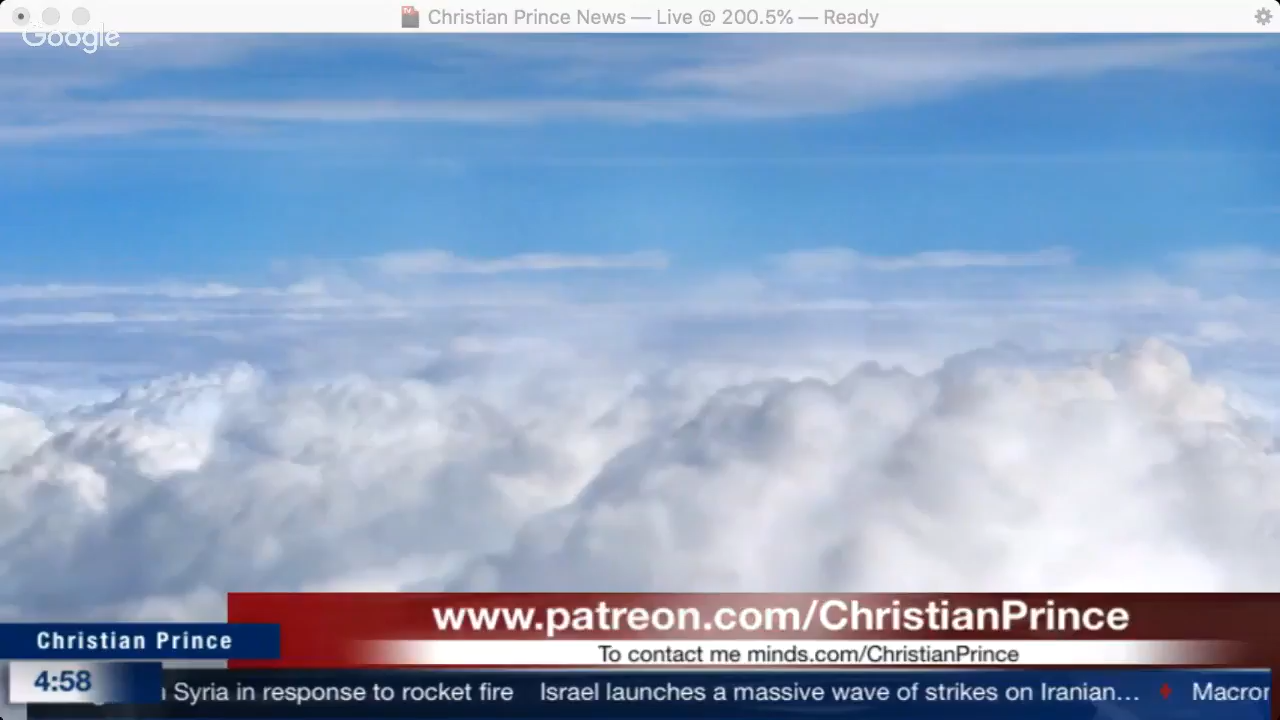 Christian Prince News — Live @ 200.5% — Ready
Google
www.patreon.com/ChristianPrince
Christian Prince
To contact me minds.com/ChristianPrince
4:58
Syria in response to rocket fire Israel launches a massive wave of strikes on Iranian… Macron